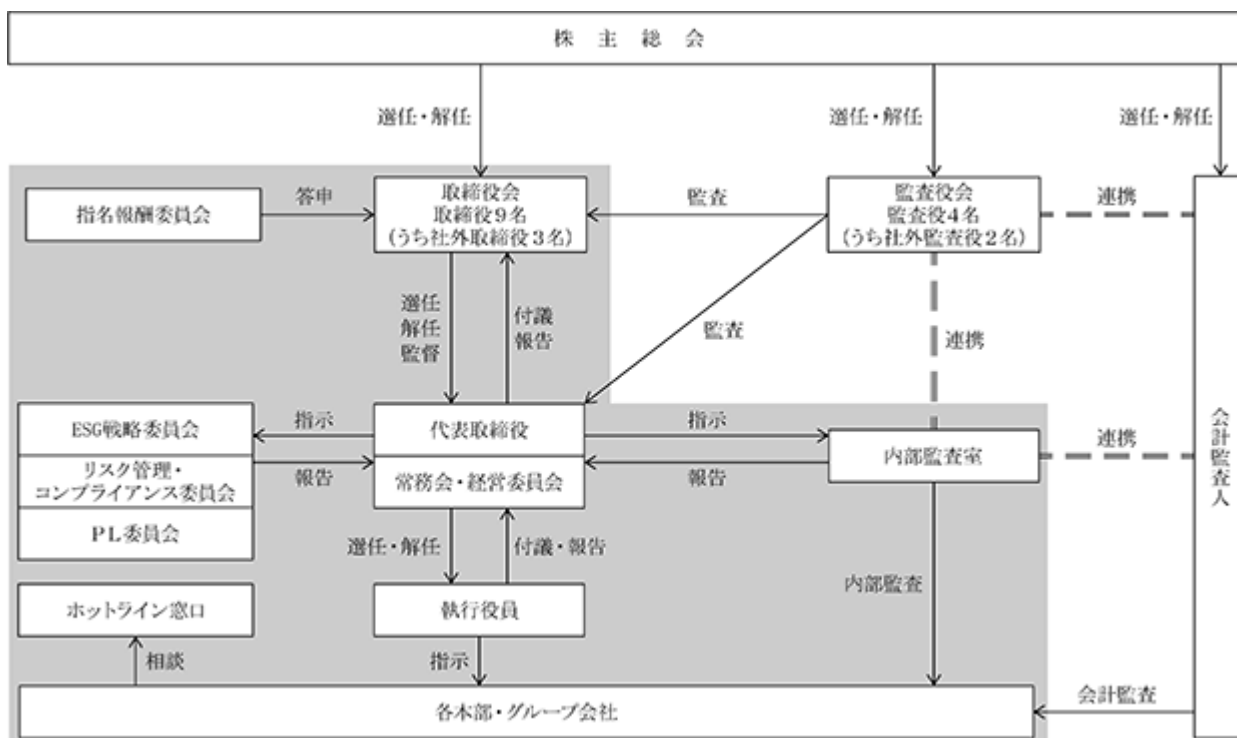 株主総会
選任・解任
選任・解任
選任・解任
指名報酬委員会
答申
取締役会
取締役9名
(うち社外取締役3名)
監査
監査役会
監査役4名
(うち社外監査役2名)
連携
選任
解任
監督
付議
報告
監査
連携
ESG戦略委員会
リスク管理・
コンプライアンス委員会
PL委員会
指示
報告
代表取締役
常務会・経営委員会
指示
報告
内部監査室
連携
会計監査人
選任・解任
付議・報告
内部監査
ホットライン窓口
執行役員
相談
指示
会計監査
各本部・グループ会社